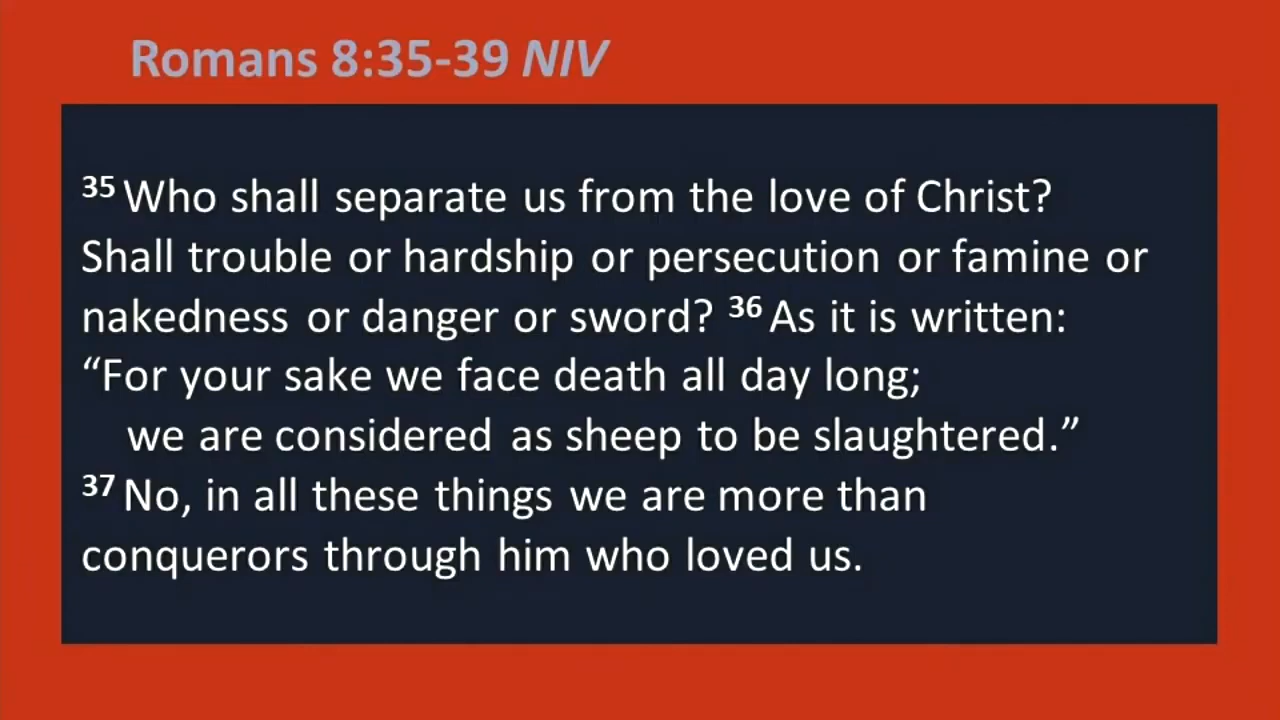 Romans 8:35-39 NIV
35 Who shall separate us from the love of Christ?
Shall trouble or hardship or persecution or famine or
nakedness or danger or sword? 36 As it is written:
“For your sake we face death all day long;
we are considered as sheep to be slaughtered.”
37 No, in all these things we are more than
conquerors through him who loved us.